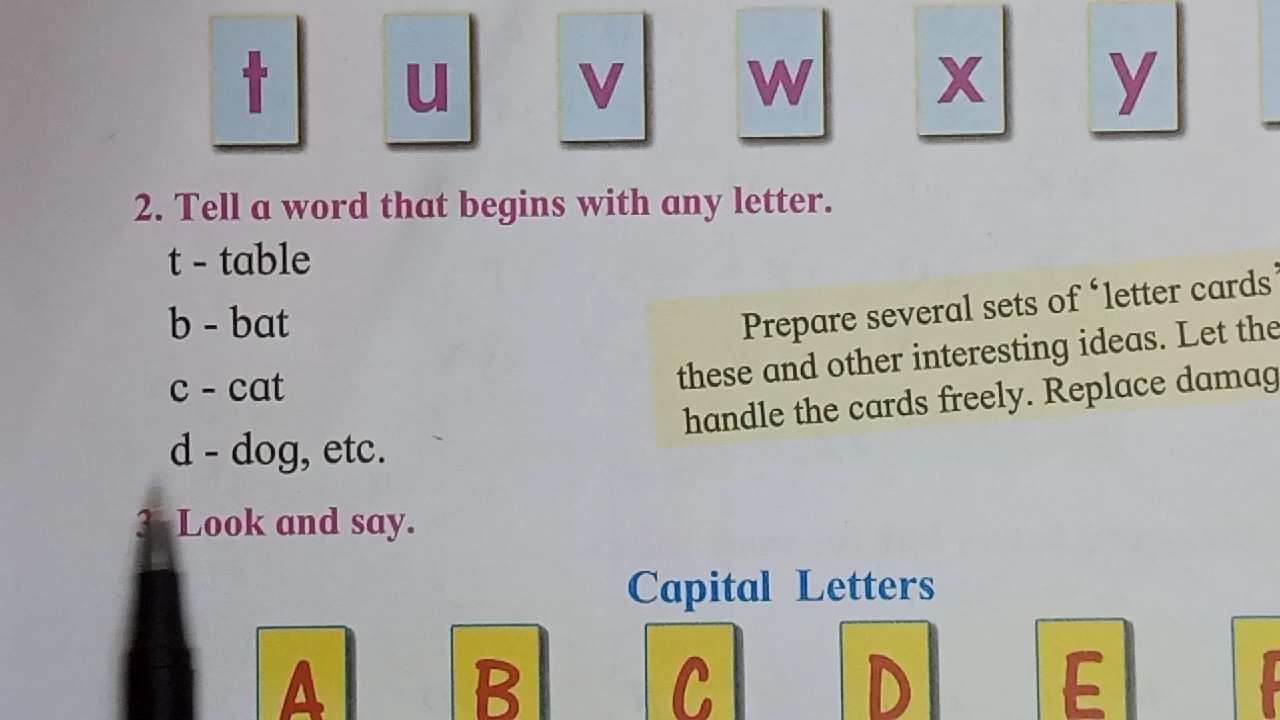 t u v w x y
2. Tell a word that begins with any letter.
t - table
b - bat
c - cat
d - dog, etc.
Prepare several sets of ‘letter cards’
these and other interesting ideas. Let the
handle the cards freely. Replace
3. Look and say.
Capital Letters
A B C D E